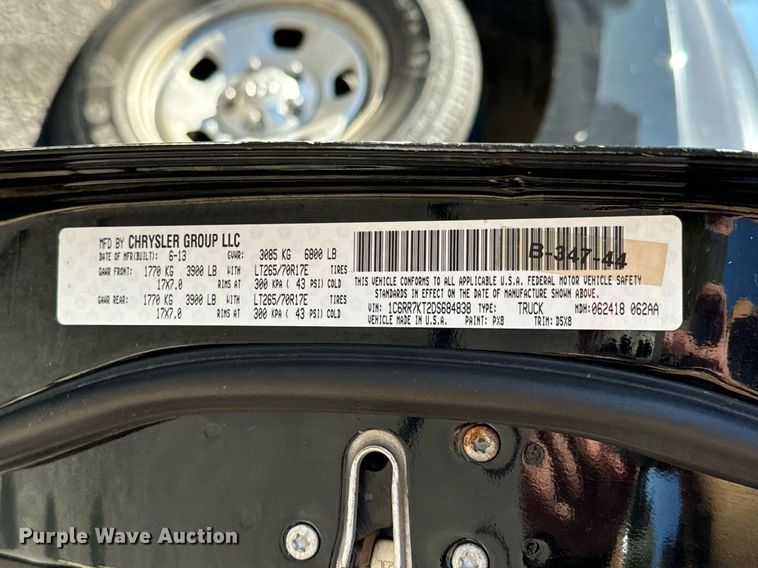 MFD BY CHRYSLER GROUP LLC
DATE OF MFR(BUILT): 6-13 GVWR: 3085 KG 6800 LB
GAWR FRONT: 1770 KG 3900 LB WITH LT265/70R17E TIRES
17X7.0 RIMS AT 300 KPA ( 43 PSI) COLD
GAWR REAR: 1770 KG 3900 LB WITH LT265/70R17E TIRES
17X7.0 RIMS AT 300 KPA ( 43 PSI) COLD
B-347-44
THIS VEHICLE CONFORMS TO ALL APPLICABLE U.S.A. FEDERAL MOTOR VEHICLE SAFETY
STANDARDS IN EFFECT ON THE DATE OF MANUFACTURE SHOWN ABOVE.
VIN: 1C6RR7KT2DS684838 TYPE: TRUCK MDH:062418 062AA
VEHICLE MADE IN U.S.A. PAINT: PX8 TRIM: DSX8
Purple Wave Auction